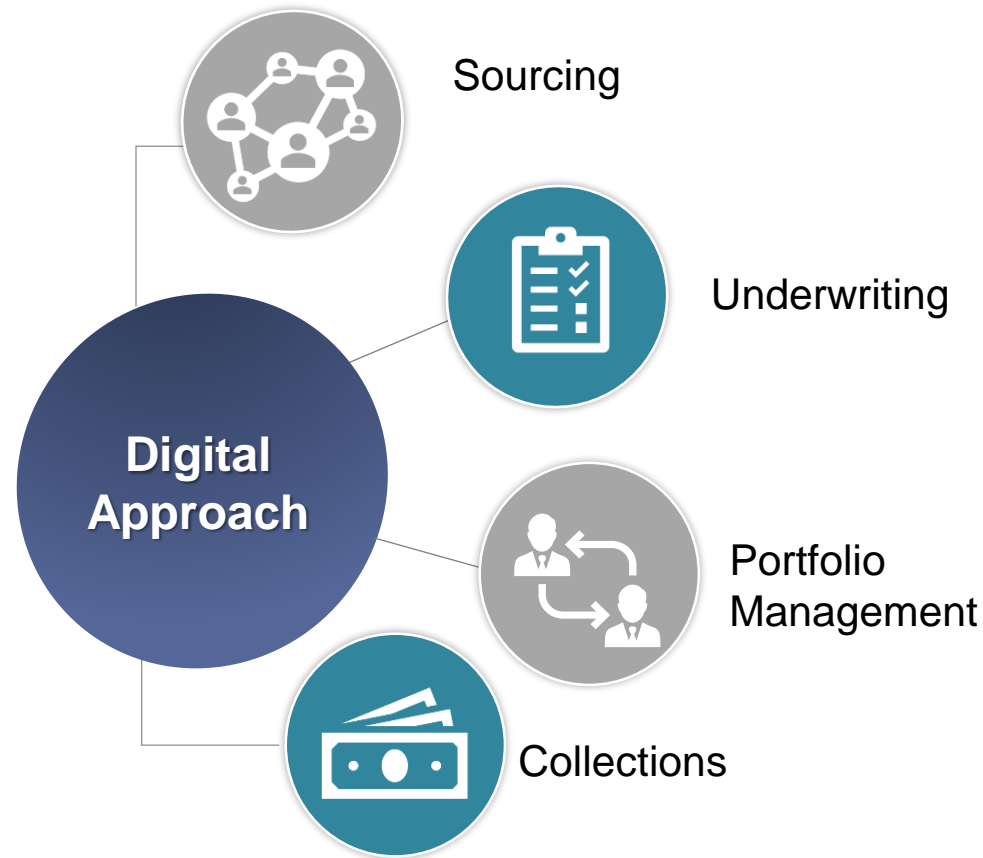 Sourcing
Underwriting
Digital
Approach
Portfolio
Management
Collections